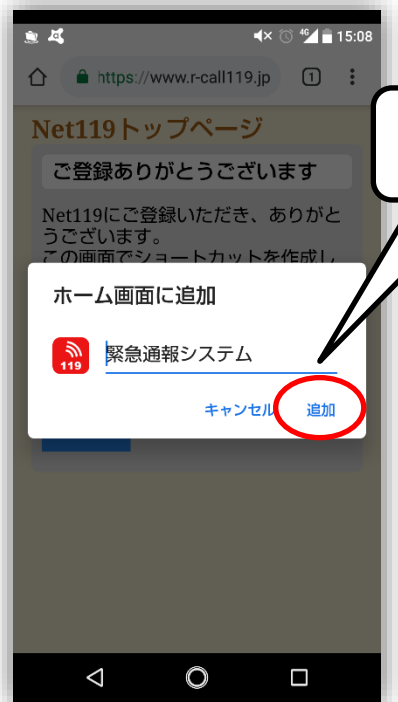 4G 15:08
https://www.r-call119.jp 1
Net119トップページ
ご登録ありがとうございます
Net119にご登録いただき、ありがと
うございます。
この画面でショートカットを作成し
ホーム画面に追加
119
緊急通報システム
キャンセル 追加